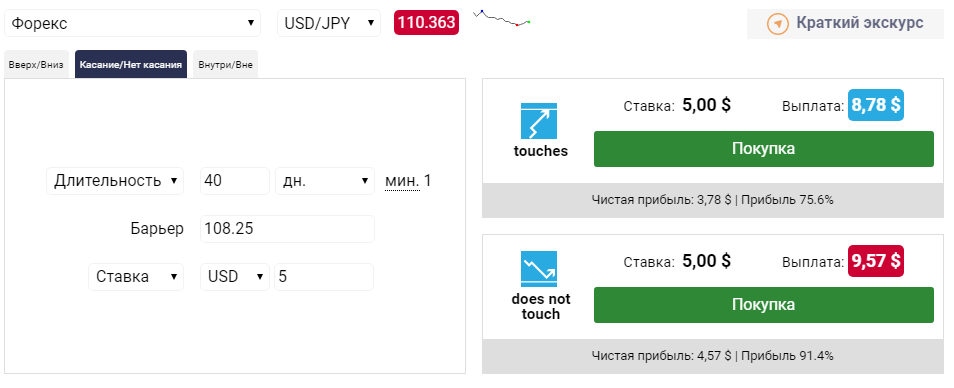 Форекс ▼ USD/JPY ▼ 110.363 Краткий экскурс
Вверх/Вниз Касание/Нет касания Внутри/Вне
Длительность ▼ 40 дн. ▼ мин. 1
Барьер 108.25
Ставка ▼ USD ▼ 5
Ставка: 5,00 $ Выплата: 8,78 $
touches
Покупка
Чистая прибыль: 3,78 $ | Прибыль 75.6%
Ставка: 5,00 $ Выплата: 9,57 $
does not
touch
Покупка
Чистая прибыль: 4,57 $ | Прибыль 91.4%